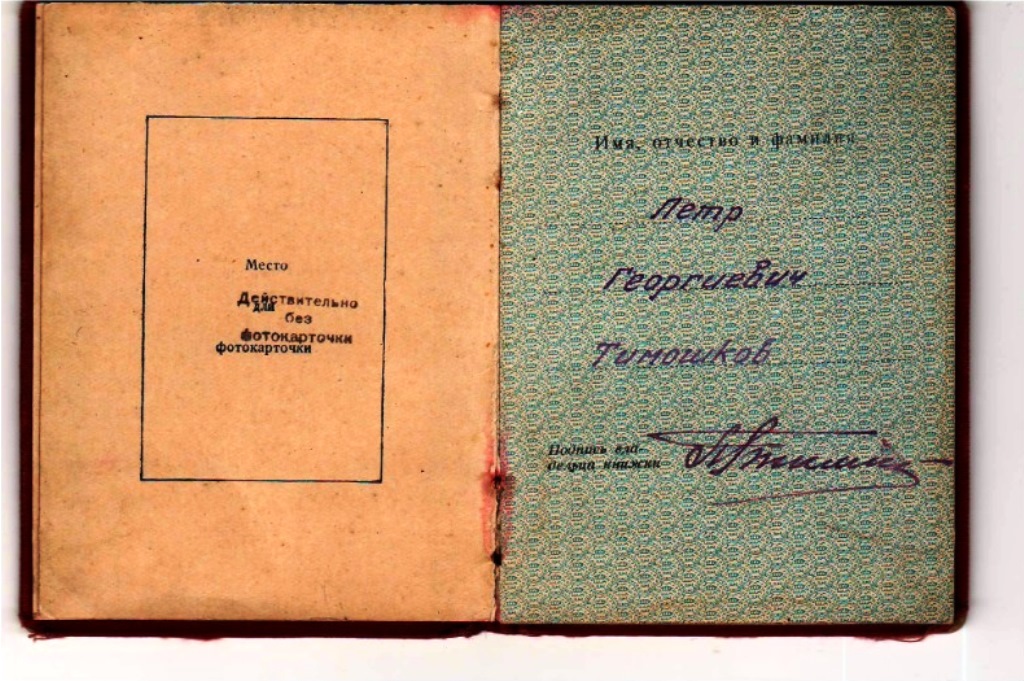 Место
Действительно
для
без
фотокарточки
фотокарточки
Имя, отчество и фамилия
Петр
Георгиевич
Тимошков
Подпись вла-
дельца книжки